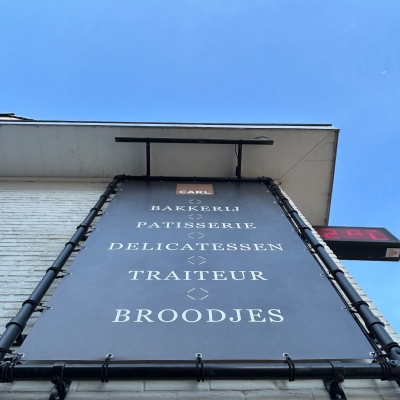 CARL
BAKKERIJ
PATISSERIE
DELICATESSEN
TRAITEUR
BROODJES